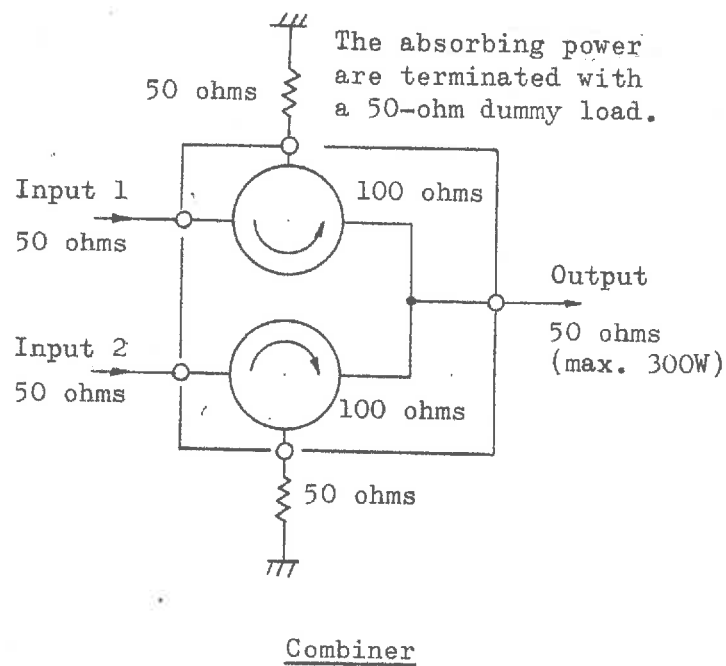 The absorbing power
are terminated with
a 50-ohm dummy load.
50 ohms
Input 1
50 ohms
100 ohms
Output
50 ohms
(max. 300W)
Input 2
50 ohms
100 ohms
50 ohms
Combiner